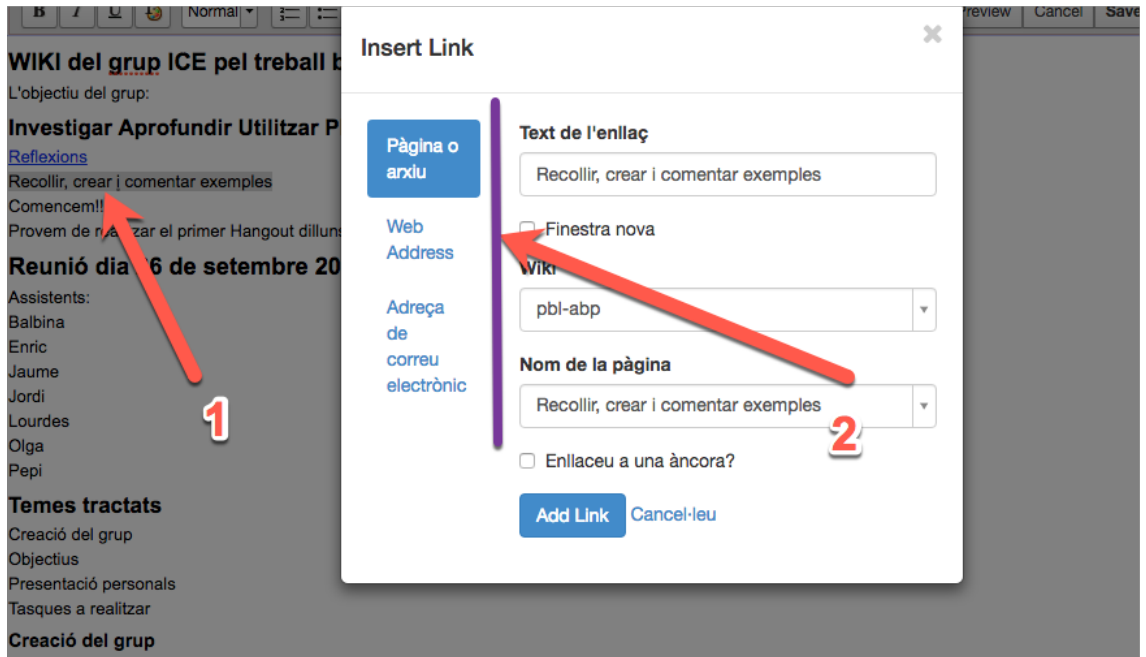 B I U Normal
Preview Cancel Save
Insert Link
×
WIKI del grup ICE pel treball b
L'objectiu del grup:
Investigar Aprofundir Utilitzar P
Reflexions
Recollir, crear i comentar exemples
Comencem!!
Provem de realitzar el primer Hangout dilluns
Reunió dia 26 de setembre 20
Assistents:
Balbina
Enric
Jaume
Jordi
Lourdes
Olga
Pepi
Temes tractats
Creació del grup
Objectius
Presentació personals
Tasques a realitzar
Creació del grup
1
Pàgina o
arxiu
Web
Address
Adreça
de
correu
electrònic
Text de l'enllaç
Recollir, crear i comentar exemples
Finestra nova
Wiki
pbl-abp
Nom de la pàgina
Recollir, crear i comentar exemples
2
Enllaceu a una àncora?
Add Link Cancel·leu